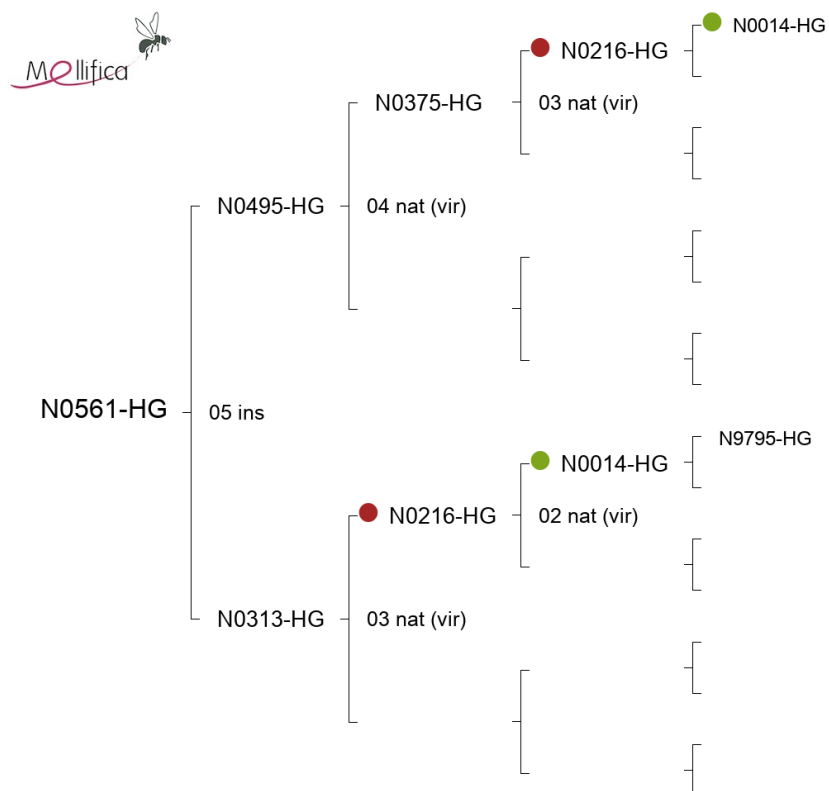 Mellifica
N0014-HG
N0216-HG
N0375-HG
03 nat (vir)
N0495-HG
04 nat (vir)
N0561-HG
05 ins
N9795-HG
N0014-HG
N0216-HG
02 nat (vir)
N0313-HG
03 nat (vir)